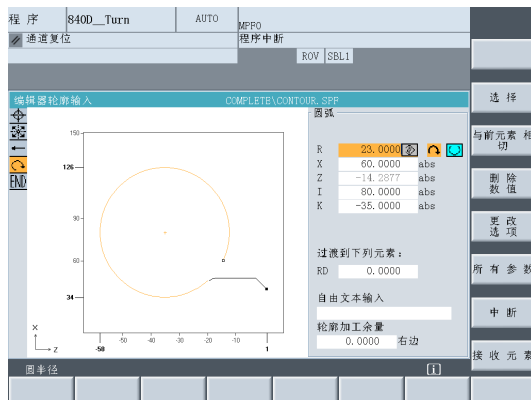 程 序 840D__Turn AUTO MPF0
通道复位 程序中断
ROV SBL1
编辑器轮廓输入 COMPLETE\CONTOUR.SPF
选 择
与前元素 相切
删 除
数 值
更 改
选 项
所 有 参 数
中 断
接 收 元 素
END
150
126
90
60
34
X
Z
-58
-50
-40
-30
-20
-10
1
圆弧
R 23.0000
X 60.0000 abs
Z -14.2877 abs
I 80.0000 abs
K -35.0000 abs
过渡到下列元素：
RD 0.0000
自由文本输入
轮廓加工余量
0.0000 右边
圆半径
i